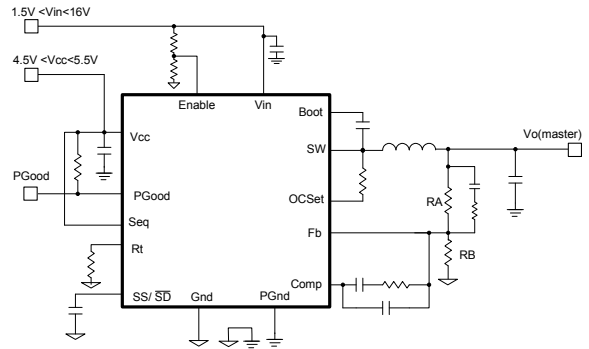 1.5V <Vin<16V
4.5V <Vcc<5.5V
Enable
Vin
Boot
Vcc
Vo(master)
SW
PGood
PGood
OCSet
RA
Seq
Fb
Rt
RB
Comp
SS/ SD
Gnd
PGnd